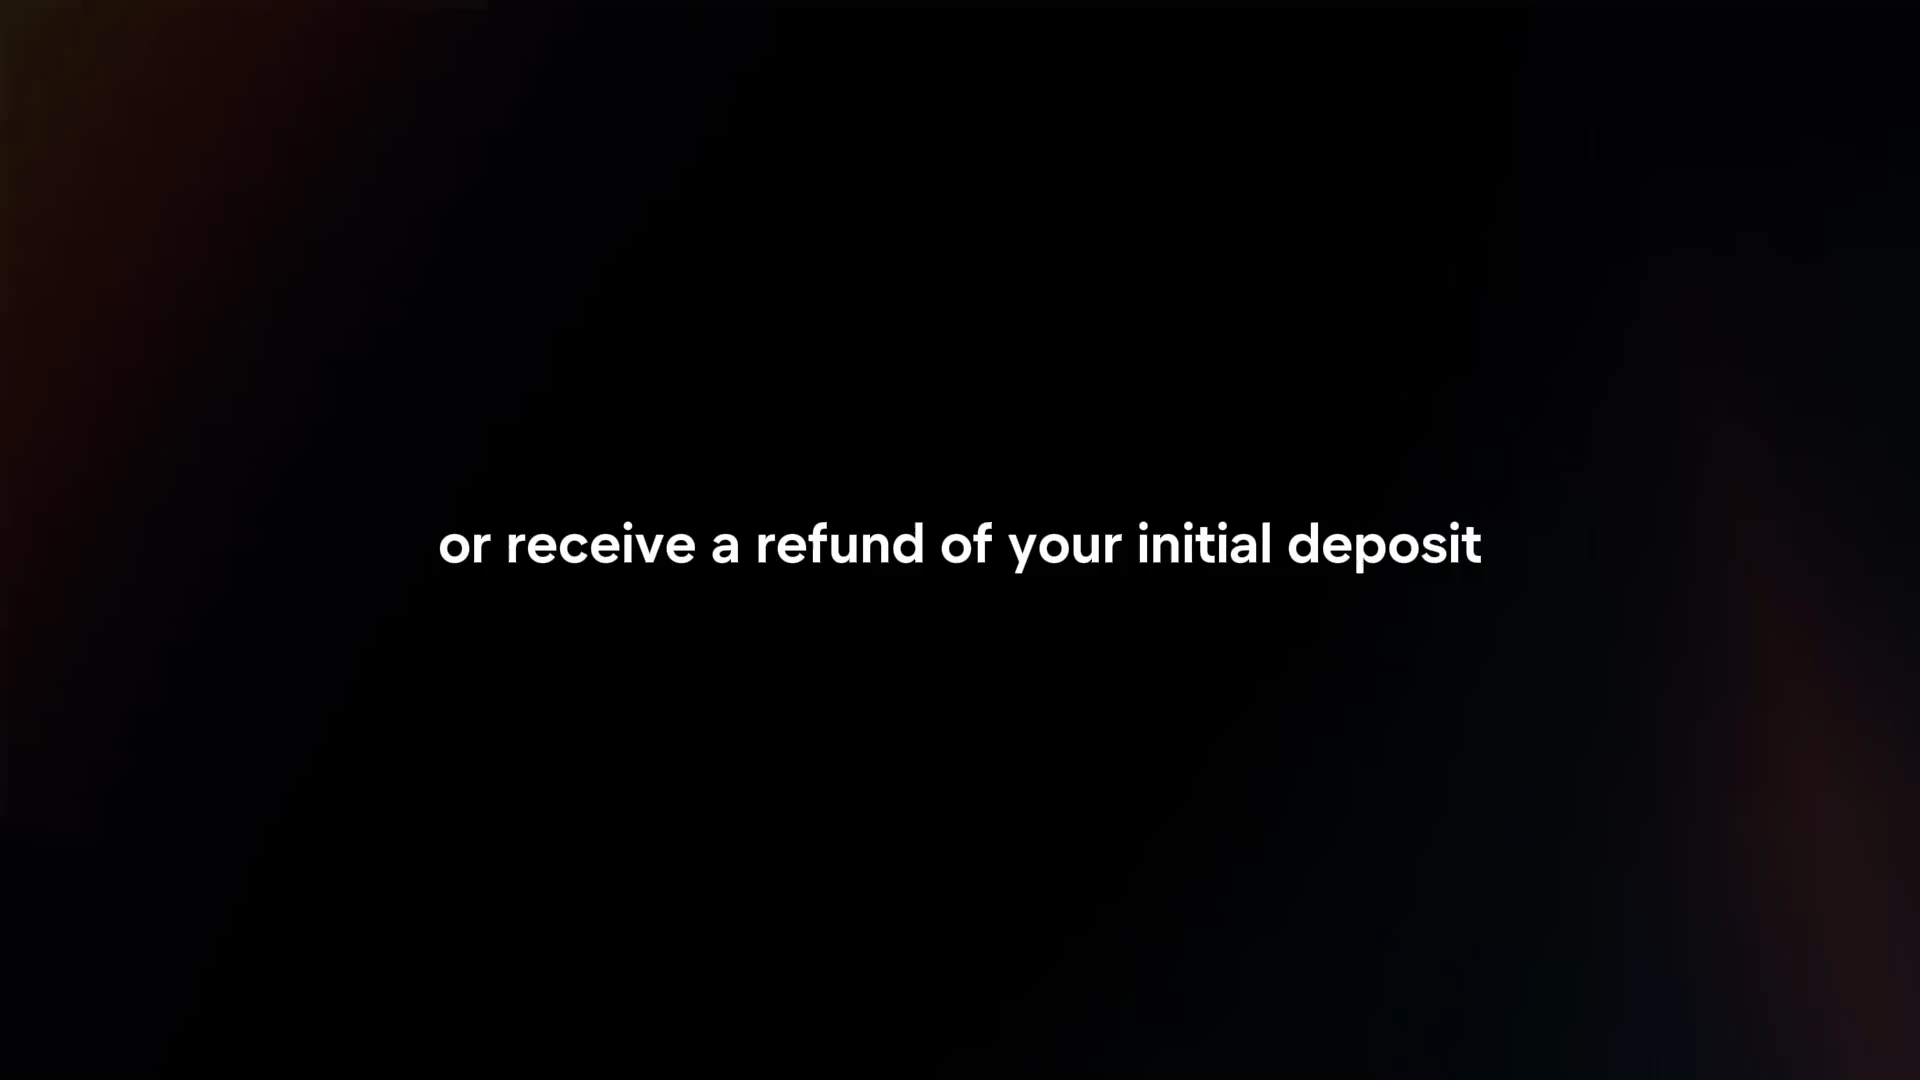 or receive a refund of your initial deposit